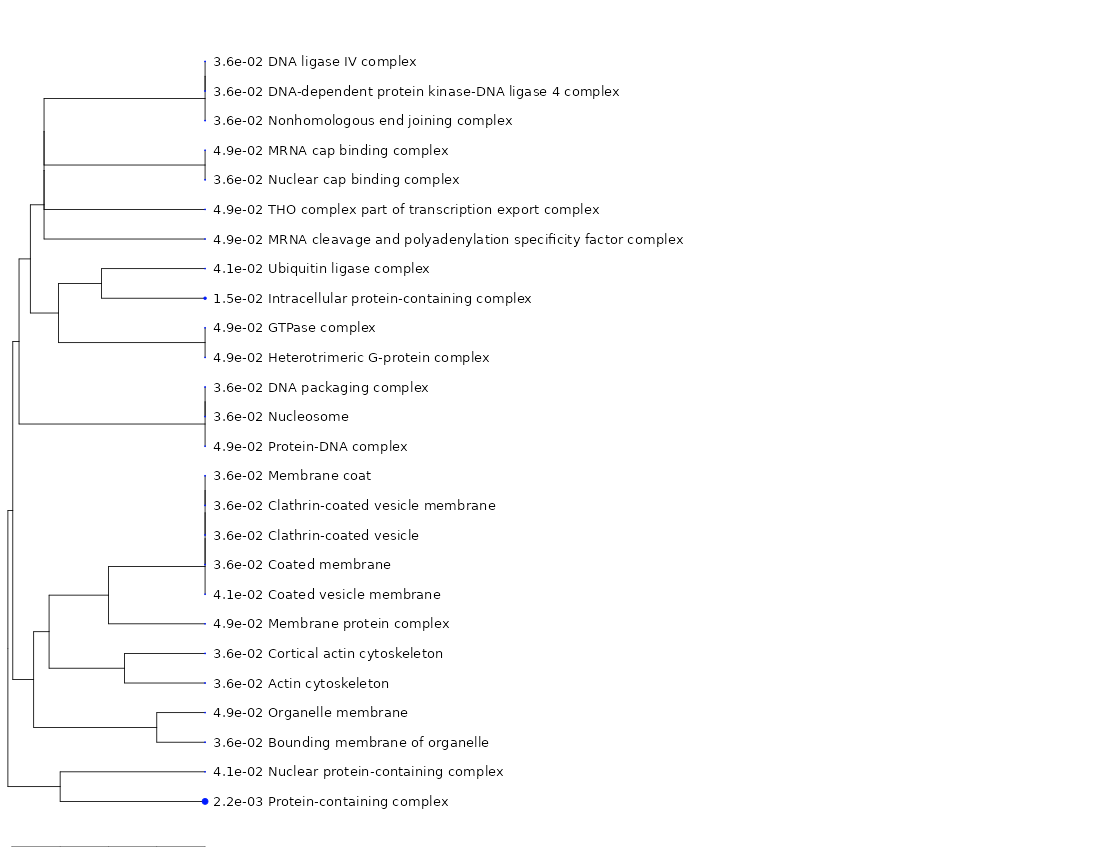 3.6e-02 DNA ligase IV complex
3.6e-02 DNA-dependent protein kinase-DNA ligase 4 complex
3.6e-02 Nonhomologous end joining complex
4.9e-02 MRNA cap binding complex
3.6e-02 Nuclear cap binding complex
4.9e-02 THO complex part of transcription export complex
4.9e-02 MRNA cleavage and polyadenylation specificity factor complex
4.1e-02 Ubiquitin ligase complex
1.5e-02 Intracellular protein-containing complex
4.9e-02 GTPase complex
4.9e-02 Heterotrimeric G-protein complex
3.6e-02 DNA packaging complex
3.6e-02 Nucleosome
4.9e-02 Protein-DNA complex
3.6e-02 Membrane coat
3.6e-02 Clathrin-coated vesicle membrane
3.6e-02 Clathrin-coated vesicle
3.6e-02 Coated membrane
4.1e-02 Coated vesicle membrane
4.9e-02 Membrane protein complex
3.6e-02 Cortical actin cytoskeleton
3.6e-02 Actin cytoskeleton
4.9e-02 Organelle membrane
3.6e-02 Bounding membrane of organelle
4.1e-02 Nuclear protein-containing complex
2.2e-03 Protein-containing complex